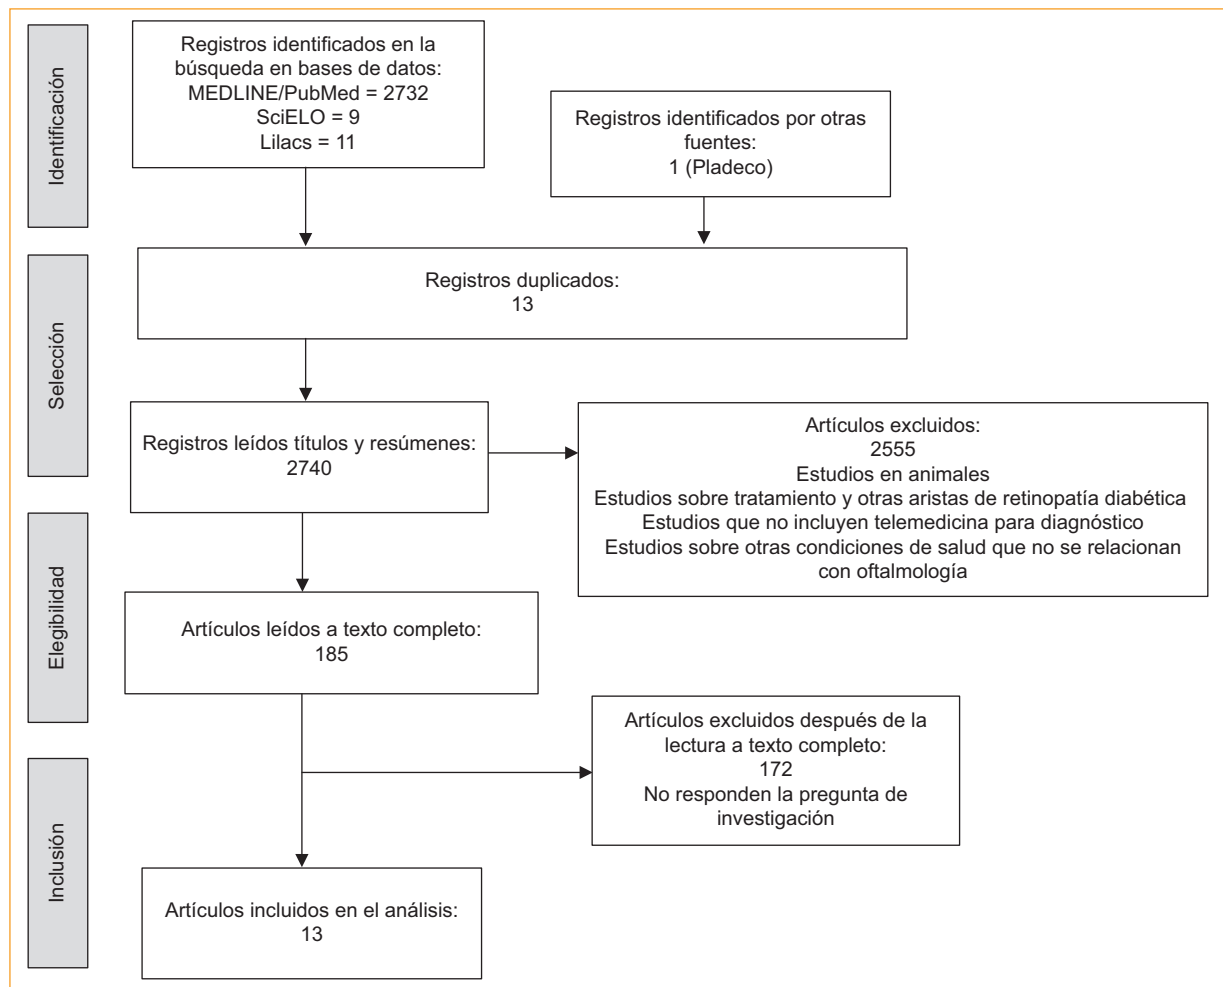 Identificación
Registros identificados en la
búsqueda en bases de datos:
MEDLINE/PubMed = 2732
SciELO = 9
Lilacs = 11
Registros identificados por otras
fuentes:
1 (Pladeco)
Selección
Registros duplicados:
13
Registros leídos títulos y resúmenes:
2740
Artículos excluidos:
2555
Estudios en animales
Estudios sobre tratamiento y otras aristas de retinopatía diabética
Estudios que no incluyen telemedicina para diagnóstico
Estudios sobre otras condiciones de salud que no se relacionan
con oftalmología
Elegibilidad
Artículos leídos a texto completo:
185
Artículos excluidos después de la
lectura a texto completo:
172
No responden la pregunta de
investigación
Inclusión
Artículos incluidos en el análisis:
13